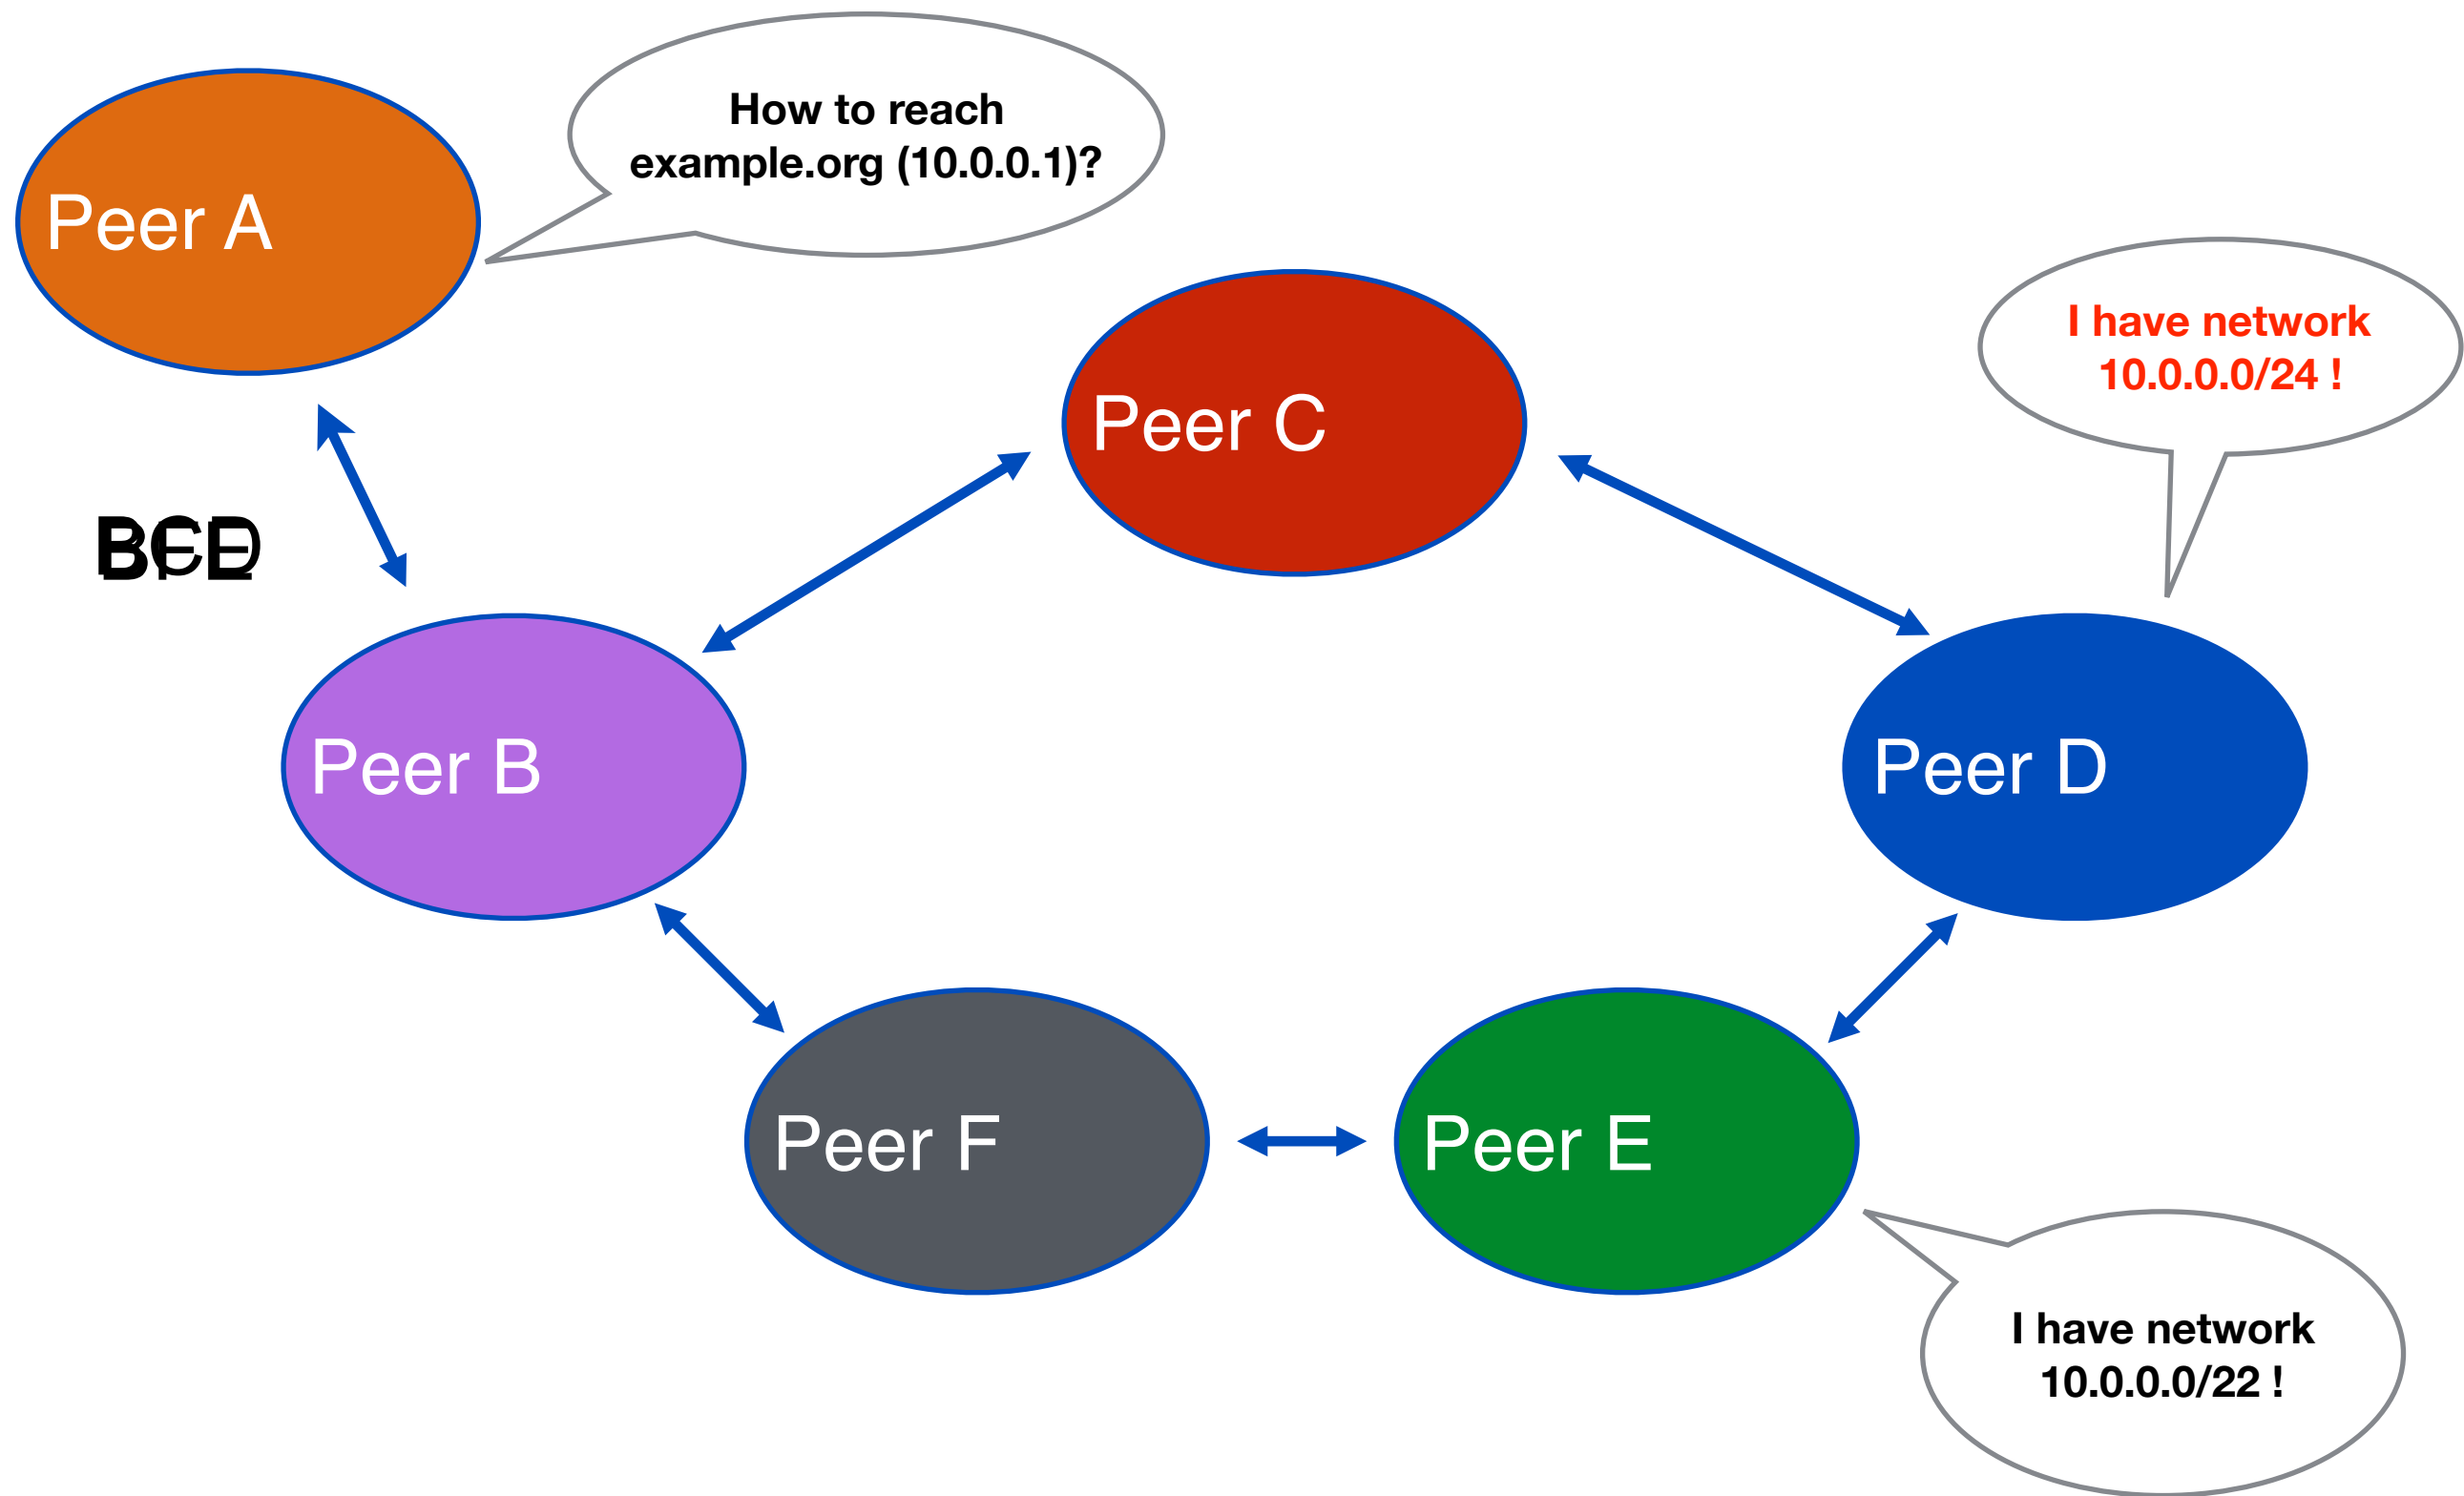 How to reach
example.org (10.0.0.1)?
Peer A
I have network
10.0.0.0/24 !
Peer C
Peer B
Peer D
Peer F
Peer E
I have network
10.0.0.0/22 !